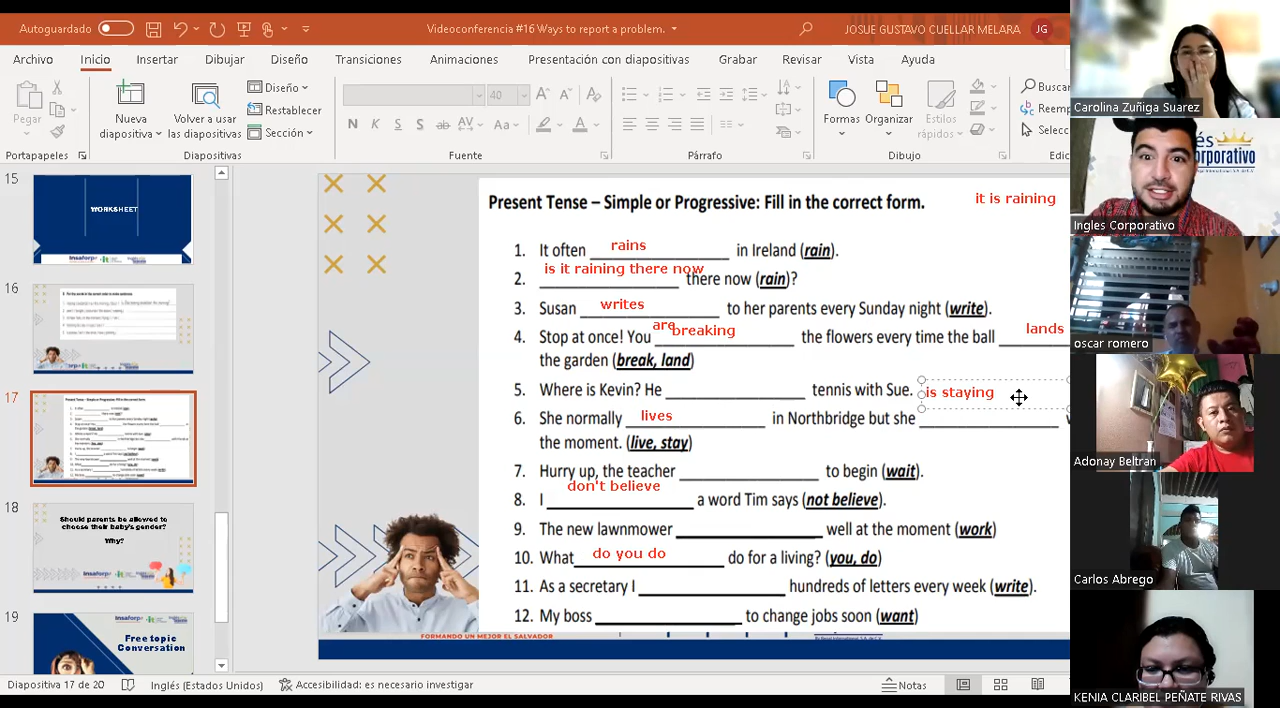 Autoguardado
Videoconferencia #16 Ways to report a problem.
JOSUE GUSTAVO CUELLAR MELARA JG
Archivo Inicio Insertar Dibujar Diseño Transiciones Animaciones Presentación con diapositivas Grabar Revisar Vista Ayuda
Pegar
Nueva diapositiva
Volver a usar las diapositivas
Diseño
Restablecer
Sección
40
N K S ab Aa
Formas Organizar Estilos rápidos
Buscar
Reemp
Selecc
Portapapeles Diapositivas Fuente Párrafo Dibujo Edic
15
WORKSHEET
16
17
18
Should parents be allowed to choose their baby's gender?
Why?
19
Free topic Conversation
Present Tense – Simple or Progressive: Fill in the correct form.
it is raining
1. It often rains in Ireland (rain).
2. is it raining there now there now (rain)?
3. Susan writes to her parents every Sunday night (write).
4. Stop at once! You are breaking the flowers every time the ball lands
the garden (break, land)
5. Where is Kevin? He tennis with Sue. is staying
6. She normally lives in Northbridge but she
the moment. (live, stay)
7. Hurry up, the teacher to begin (wait).
8. I don't believe a word Tim says (not believe).
9. The new lawnmower well at the moment (work)
10. What do you do do for a living? (you, do)
11. As a secretary I hundreds of letters every week (write).
12. My boss to change jobs soon (want)
FORMANDO UN MEJOR EL SALVADOR
Diapositiva 17 de 20 Inglés (Estados Unidos) Accesibilidad: es necesario investigar Notas
Carolina Zuñiga Suarez
és
orporativo
Ingles Corporativo
oscar romero
Adonay Beltran
Carlos Abrego
KENIA CLARIBEL PEÑATE RIVAS